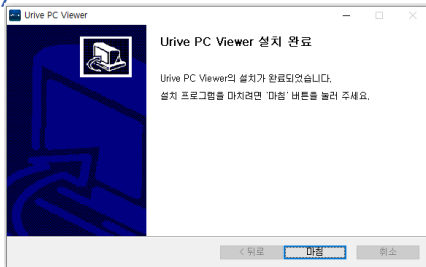 Urive PC Viewer
Urive PC Viewer 설치 완료
Urive PC Viewer의 설치가 완료되었습니다.
설치 프로그램을 마치려면 '마침' 버튼을 눌러 주세요.
< 뒤로
마침
취소